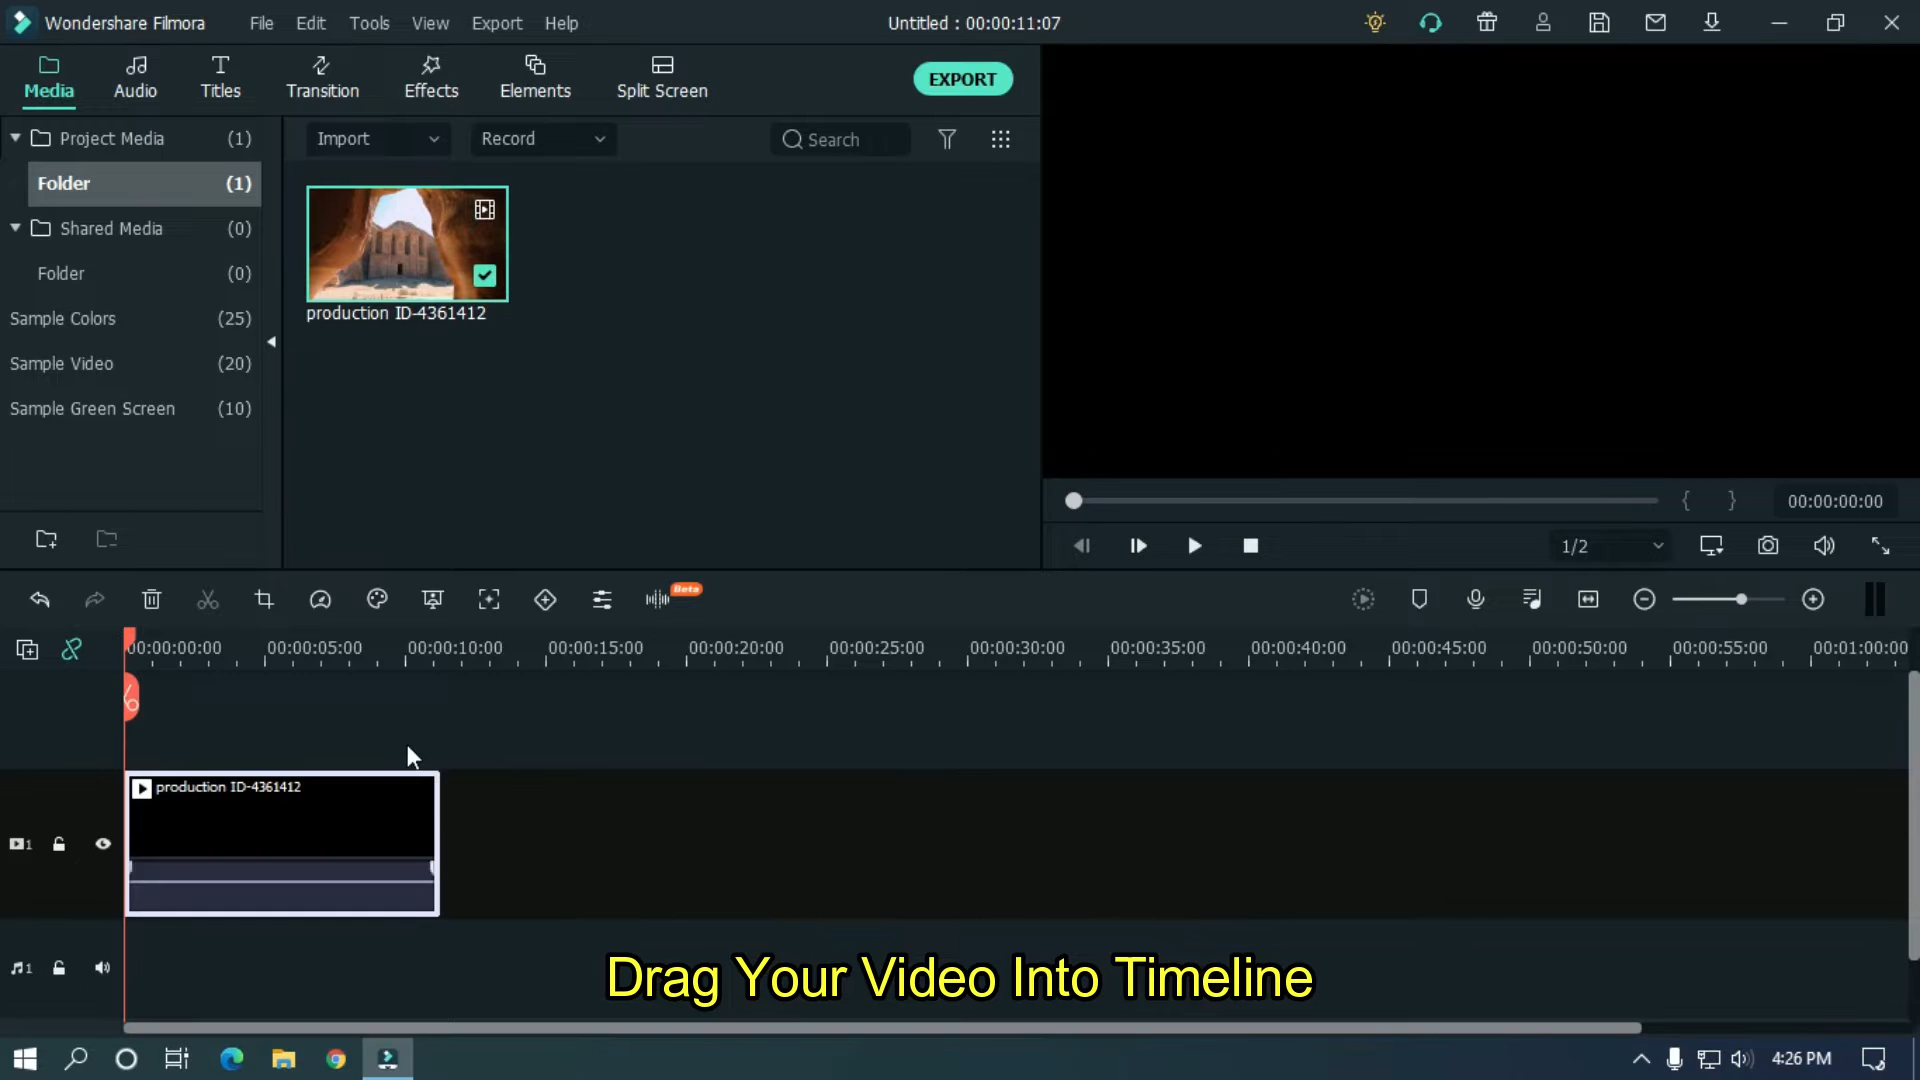 Wondershare Filmora File Edit Tools View Export Help Untitled : 00:00:11:07
Media Audio Titles Transition Effects Elements Split Screen EXPORT
Project Media (1)
Folder (1)
Shared Media (0)
Folder (0)
Sample Colors (25)
Sample Video (20)
Sample Green Screen (10)
Import Record Search
production ID-4361412
{ } 00:00:00:00
1/2
Beta
00:00:00:00 00:00:05:00 00:00:10:00 00:00:15:00 00:00:20:00 00:00:25:00 00:00:30:00 00:00:35:00 00:00:40:00 00:00:45:00 00:00:50:00 00:00:55:00 00:01:00:00
production ID-4361412
1
1
Drag Your Video Into Timeline
4:26 PM